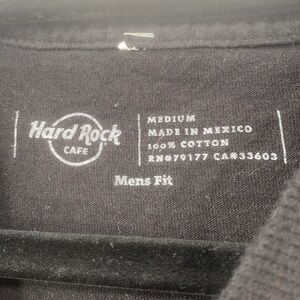 Hard Rock
CAFE
MEDIUM
MADE IN MEXICO
100% COTTON
RN#79177 CA#33603
Mens Fit